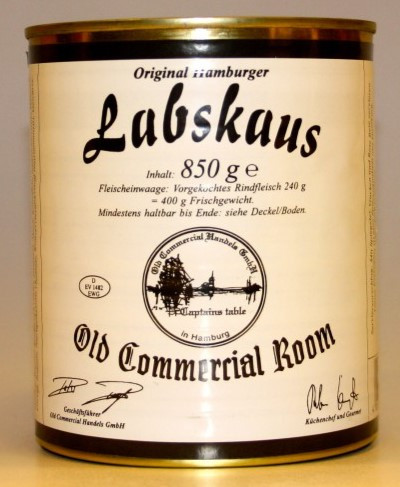 Original Hamburger
Labskaus
Inhalt: 850 g e
Fleischeinwaage: Vorgekochtes Rindfleisch 240 g
= 400 g Frischgewicht.
Mindestens haltbar bis Ende: siehe Deckel/Boden.
Old Commercial Handels GmbH
D
EV 1482
EWG
Captains table
in Hamburg
Old Commercial Room
Geschäftsführer
Old Commercial Handels GmbH
Küchenchef und Gourmet